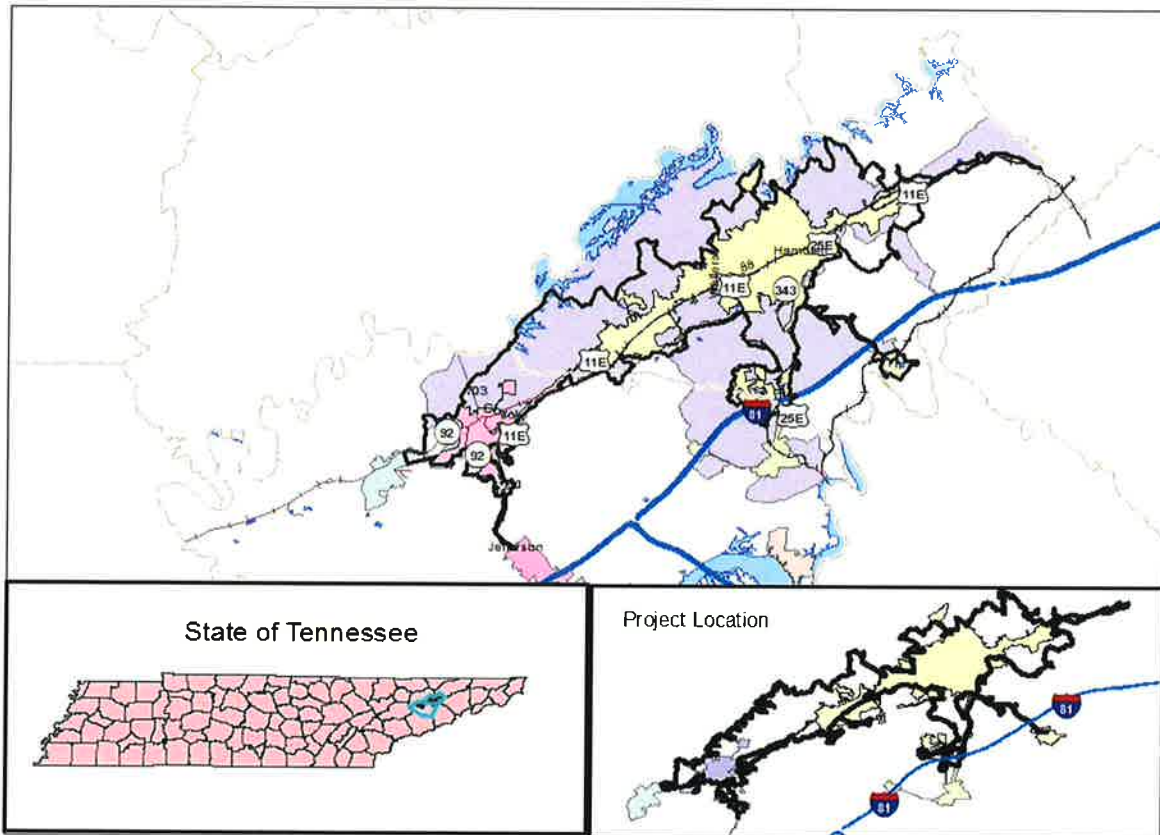 11E
25E
Hamblen
88
11E
343
11E
81
25E
92
11E
92
Jefferson
State of Tennessee
Project Location
81
81